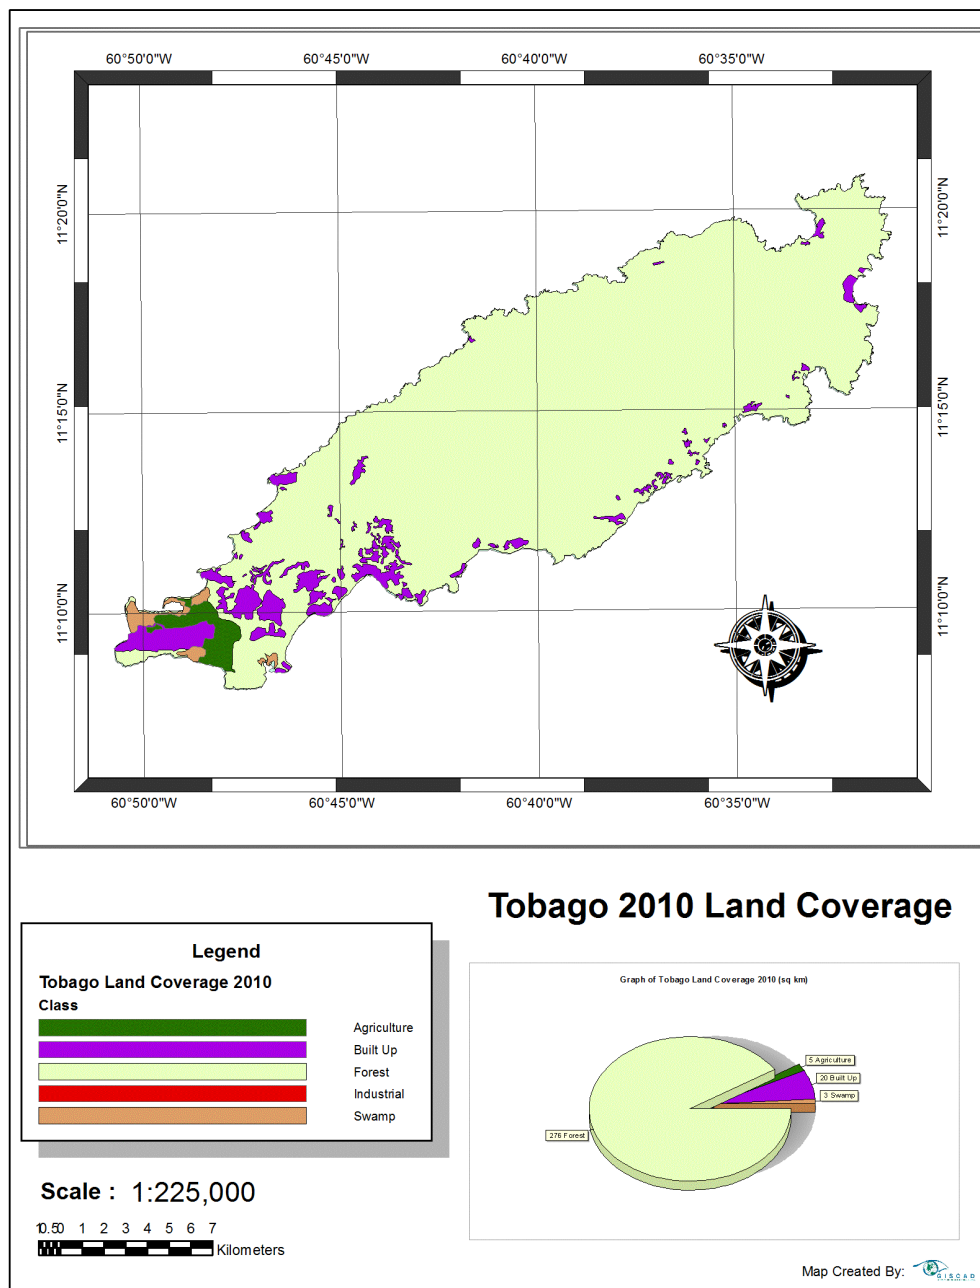 60°50'0"W 60°45'0"W 60°40'0"W 60°35'0"W
11°20'0"N 11°20'0"N
11°15'0"N 11°15'0"N
11°10'0"N 11°10'0"N
60°50'0"W 60°45'0"W 60°40'0"W 60°35'0"W
Tobago 2010 Land Coverage
Legend
Tobago Land Coverage 2010
Class
Agriculture
Built Up
Forest
Industrial
Swamp
Graph of Tobago Land Coverage 2010 (sq km)
5 Agriculture
20 Built Up
3 Swamp
276 Forest
Scale : 1:225,000
10.50 1 2 3 4 5 6 7
Kilometers
Map Created By:
GISCAD